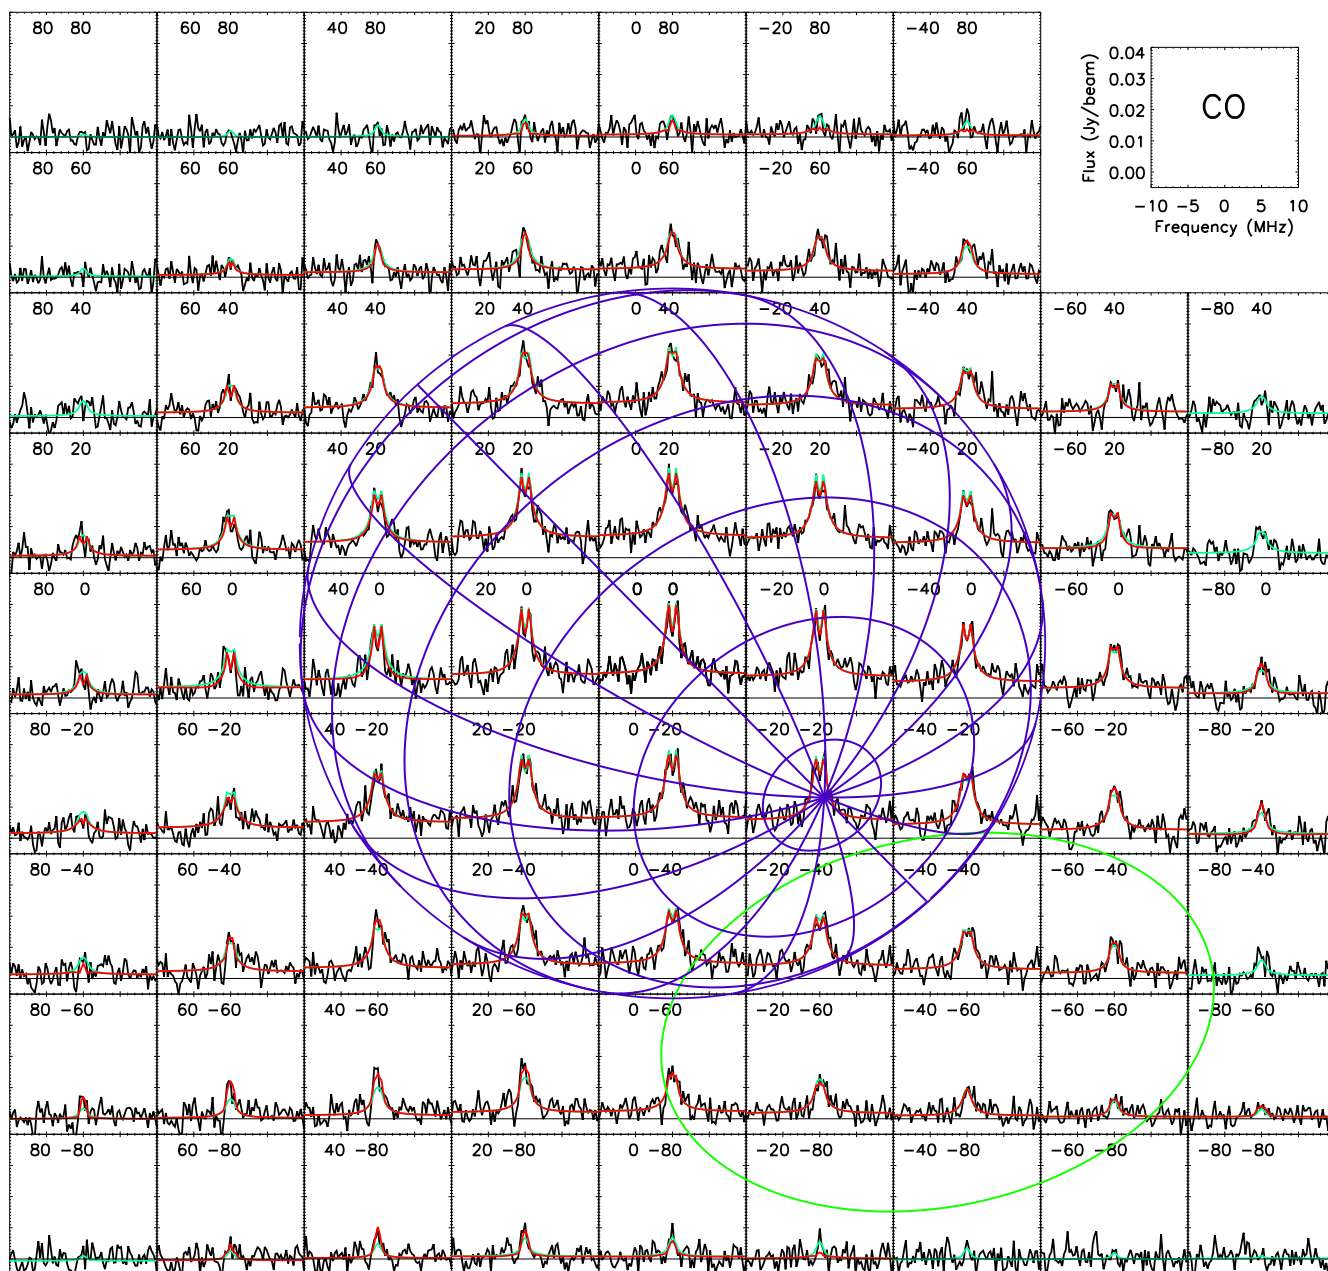 80 80 60 80 40 80 20 80 0 80 −20 80 −40 80
0.04
0.03
0.02
0.01
0.00
Flux (Jy/beam)
CO
−10 −5 0 5 10
Frequency (MHz)
80 60 60 60 40 60 20 60 0 60 −20 60 −40 60
80 40 60 40 40 40 20 40 0 40 −20 40 −40 40 −60 40 −80 40
80 20 60 20 40 20 20 20 0 20 −20 20 −40 20 −60 20 −80 20
80 0 60 0 40 0 20 0 0 0 −20 0 −40 0 −60 0 −80 0
80 −20 60 −20 40 −20 20 −20 0 −20 −20 −20 −40 −20 −60 −20 −80 −20
80 −40 60 −40 40 −40 20 −40 0 −40 −20 −40 −40 −40 −60 −40 −80 −40
80 −60 60 −60 40 −60 20 −60 0 −60 −20 −60 −40 −60 −60 −60 −80 −60
80 −80 60 −80 40 −80 20 −80 0 −80 −20 −80 −40 −80 −60 −80 −80 −80